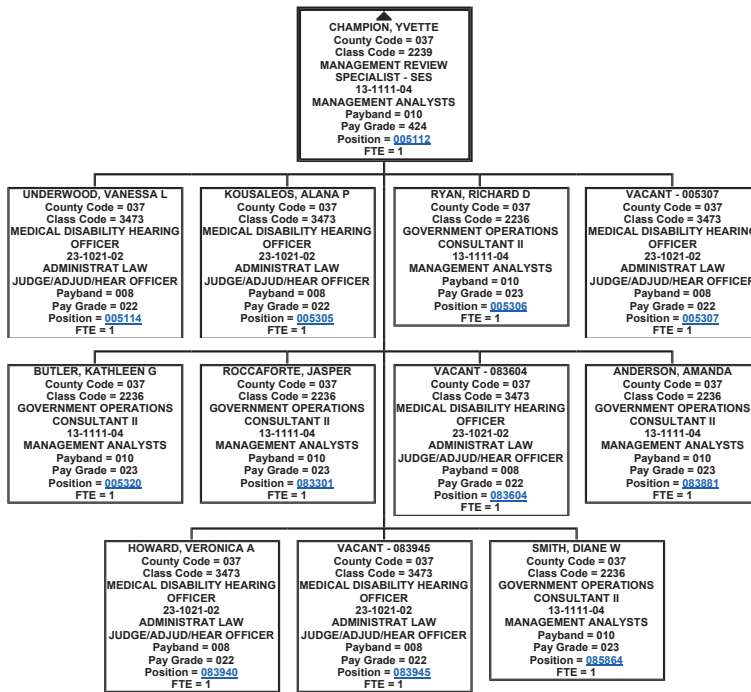 CHAMPION, YVETTE
County Code = 037
Class Code = 2239
MANAGEMENT REVIEW
SPECIALIST - SES
13-1111-04
MANAGEMENT ANALYSTS
Payband = 010
Pay Grade = 424
Position = 005112
FTE = 1
UNDERWOOD, VANESSA L
County Code = 037
Class Code = 3473
MEDICAL DISABILITY HEARING
OFFICER
23-1021-02
ADMINISTRAT LAW
JUDGE/ADJUD/HEAR OFFICER
Payband = 008
Pay Grade = 022
Position = 005114
FTE = 1
KOUSALEOS, ALANA P
County Code = 037
Class Code = 3473
MEDICAL DISABILITY HEARING
OFFICER
23-1021-02
ADMINISTRAT LAW
JUDGE/ADJUD/HEAR OFFICER
Payband = 008
Pay Grade = 022
Position = 005305
FTE = 1
RYAN, RICHARD D
County Code = 037
Class Code = 2236
GOVERNMENT OPERATIONS
CONSULTANT II
13-1111-04
MANAGEMENT ANALYSTS
Payband = 010
Pay Grade = 023
Position = 005306
FTE = 1
VACANT - 005307
County Code = 037
Class Code = 3473
MEDICAL DISABILITY HEARING
OFFICER
23-1021-02
ADMINISTRAT LAW
JUDGE/ADJUD/HEAR OFFICER
Payband = 008
Pay Grade = 022
Position = 005307
FTE = 1
BUTLER, KATHLEEN G
County Code = 037
Class Code = 2236
GOVERNMENT OPERATIONS
CONSULTANT II
13-1111-04
MANAGEMENT ANALYSTS
Payband = 010
Pay Grade = 023
Position = 005320
FTE = 1
ROCCAFORTE, JASPER
County Code = 037
Class Code = 2236
GOVERNMENT OPERATIONS
CONSULTANT II
13-1111-04
MANAGEMENT ANALYSTS
Payband = 010
Pay Grade = 023
Position = 083301
FTE = 1
VACANT - 083604
County Code = 037
Class Code = 3473
MEDICAL DISABILITY HEARING
OFFICER
23-1021-02
ADMINISTRAT LAW
JUDGE/ADJUD/HEAR OFFICER
Payband = 008
Pay Grade = 022
Position = 083604
FTE = 1
ANDERSON, AMANDA
County Code = 037
Class Code = 2236
GOVERNMENT OPERATIONS
CONSULTANT II
13-1111-04
MANAGEMENT ANALYSTS
Payband = 010
Pay Grade = 023
Position = 083881
FTE = 1
HOWARD, VERONICA A
County Code = 037
Class Code = 3473
MEDICAL DISABILITY HEARING
OFFICER
23-1021-02
ADMINISTRAT LAW
JUDGE/ADJUD/HEAR OFFICER
Payband = 008
Pay Grade = 022
Position = 083940
FTE = 1
VACANT - 083945
County Code = 037
Class Code = 3473
MEDICAL DISABILITY HEARING
OFFICER
23-1021-02
ADMINISTRAT LAW
JUDGE/ADJUD/HEAR OFFICER
Payband = 008
Pay Grade = 022
Position = 083945
FTE = 1
SMITH, DIANE W
County Code = 037
Class Code = 2236
GOVERNMENT OPERATIONS
CONSULTANT II
13-1111-04
MANAGEMENT ANALYSTS
Payband = 010
Pay Grade = 023
Position = 085864
FTE = 1